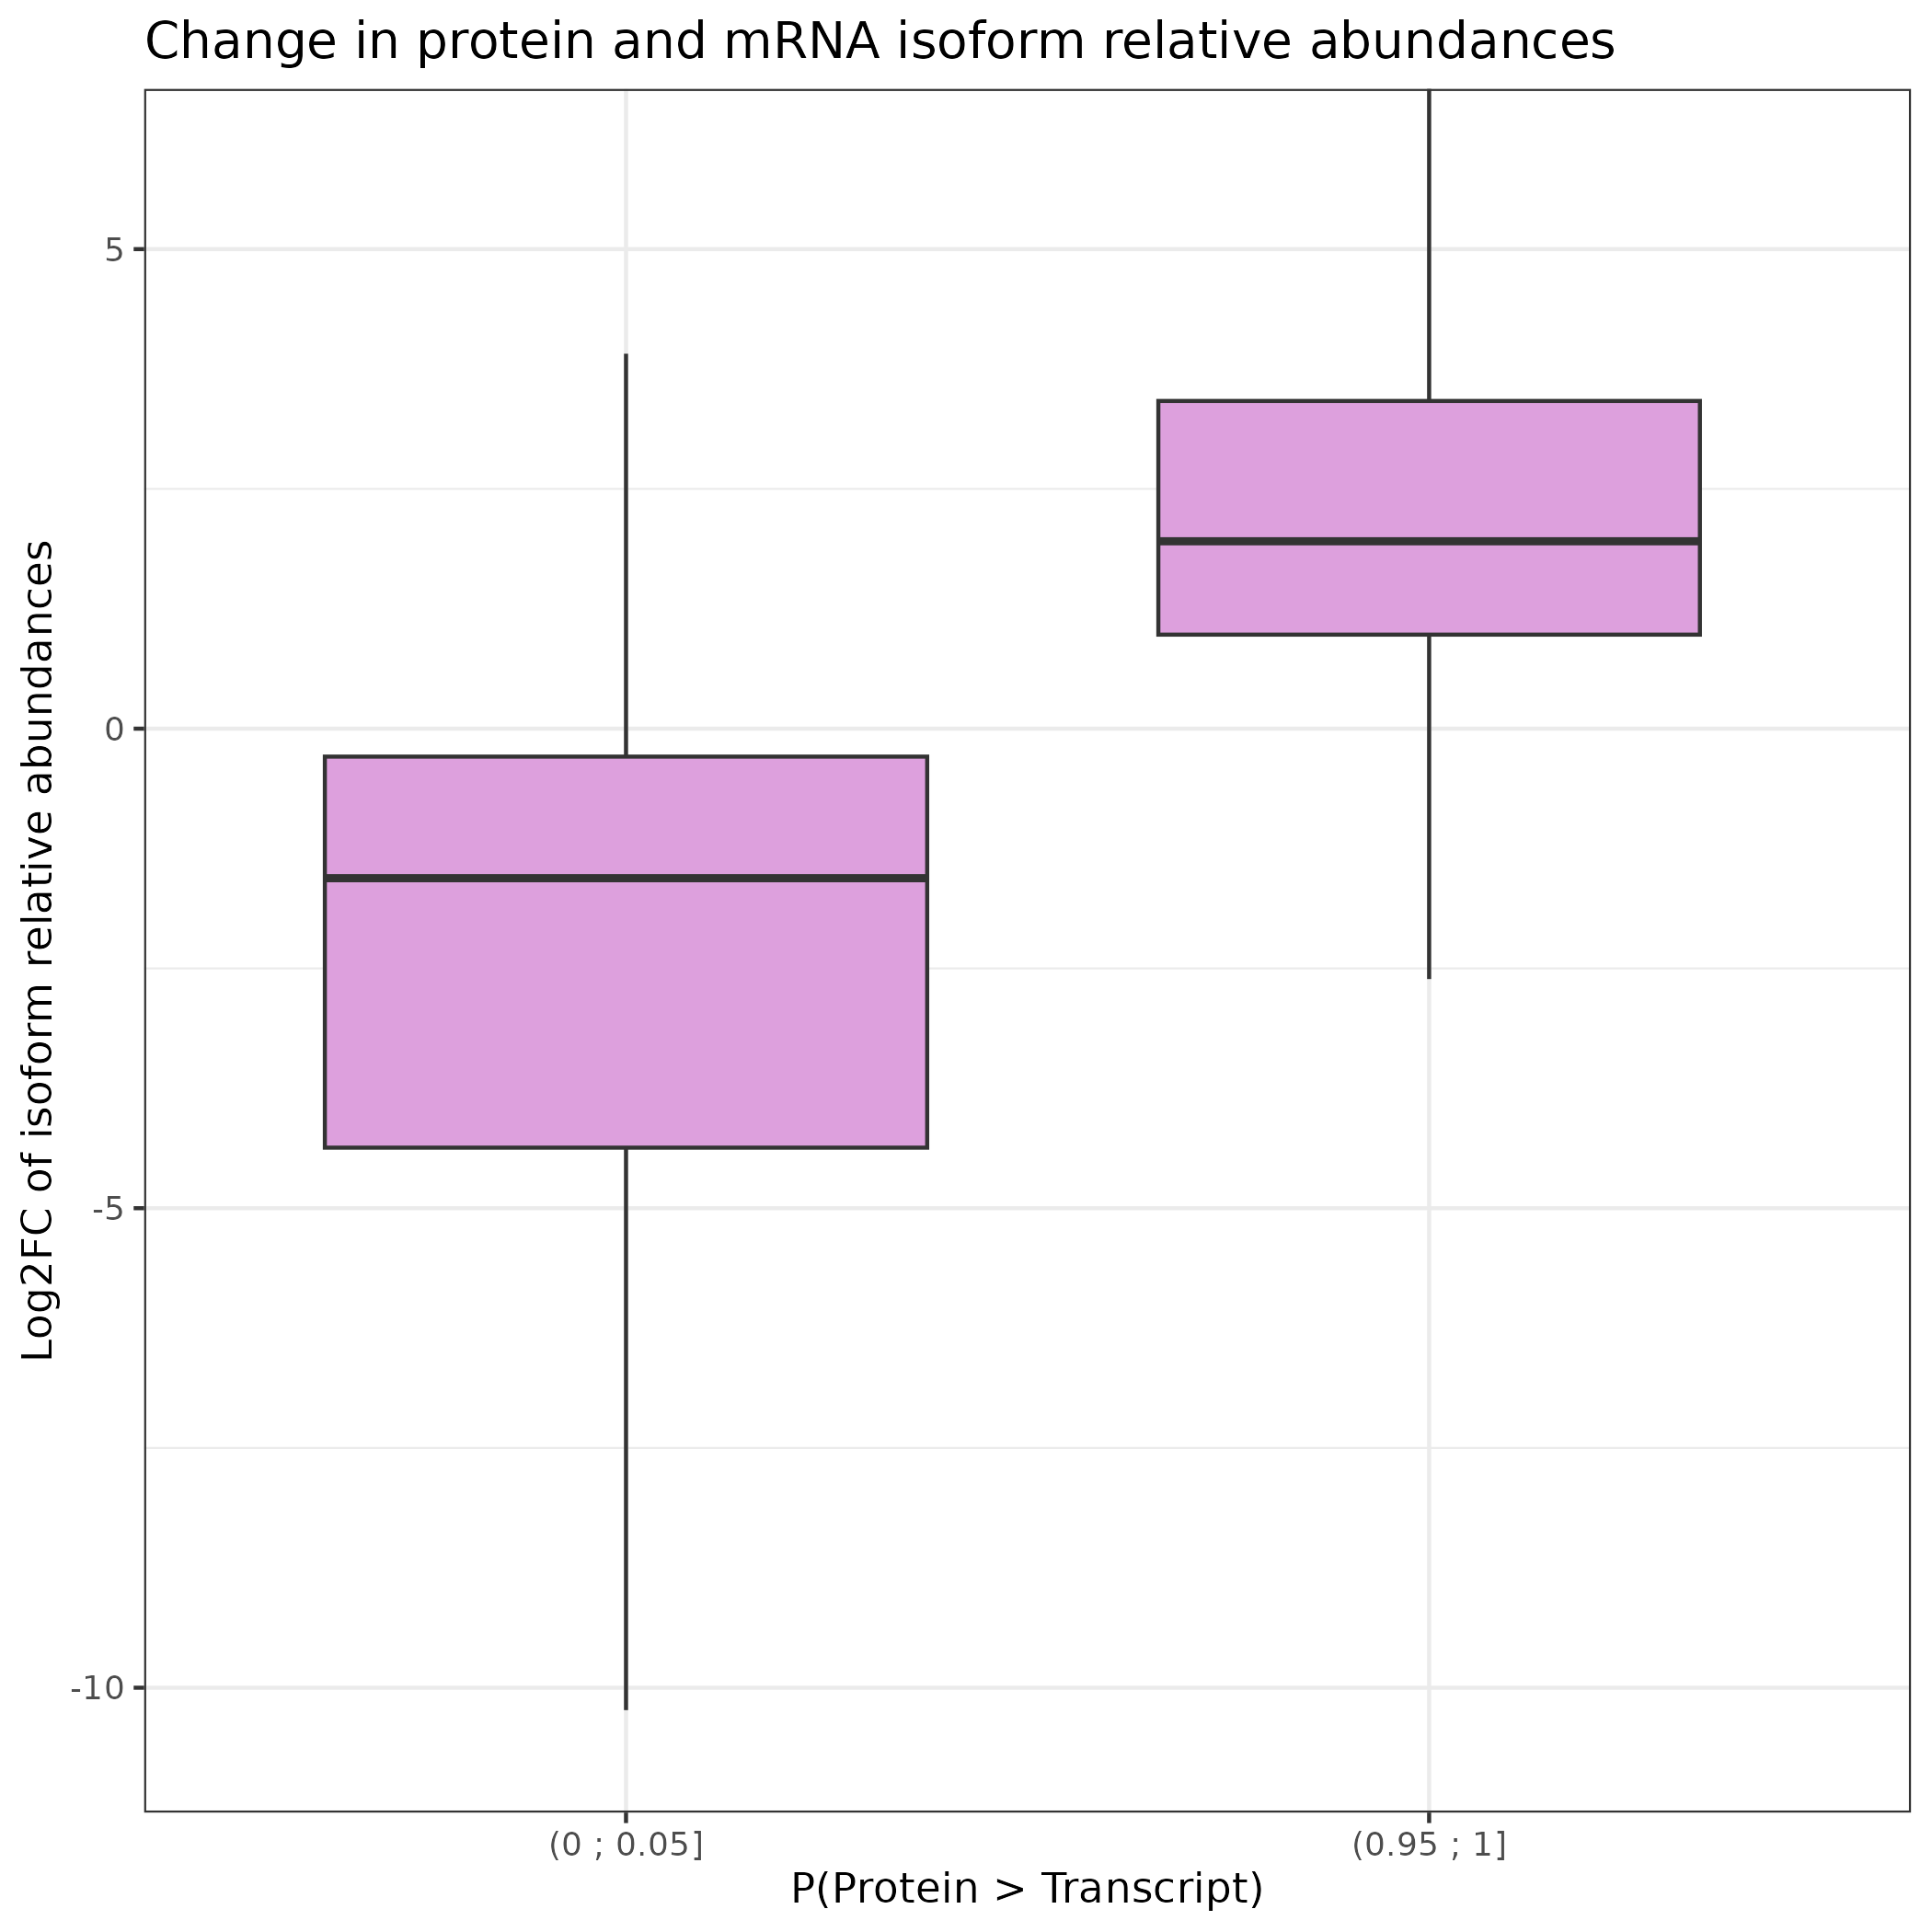 Change in protein and mRNA isoform relative abundances
Log2FC of isoform relative abundances
5
0
-5
-10
(0 ; 0.05]
(0.95 ; 1]
P(Protein > Transcript)